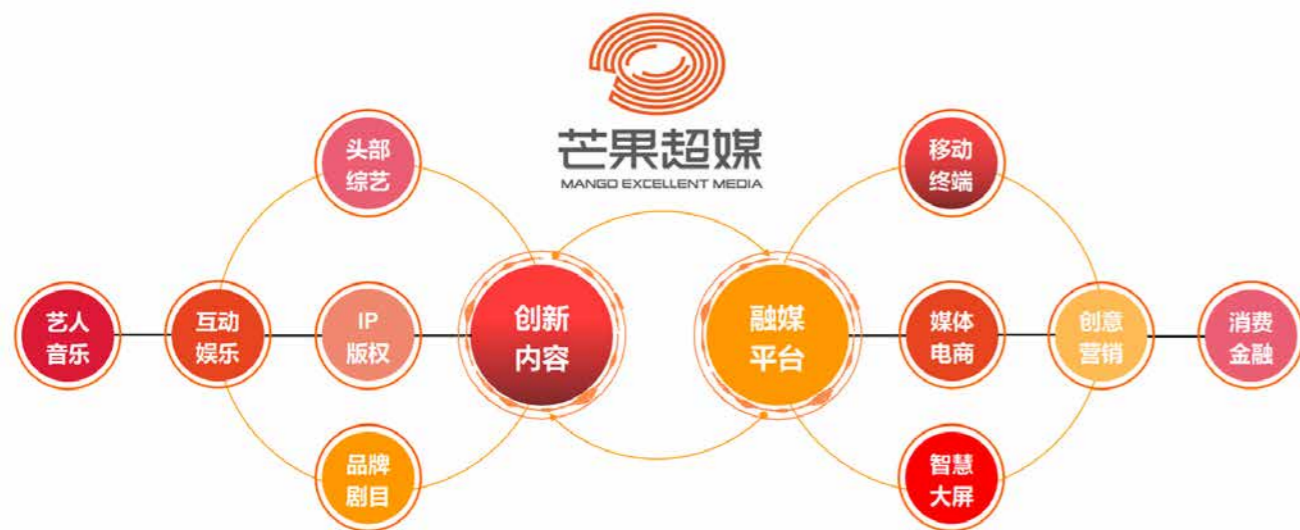 芒果超媒
MANGO EXCELLENT MEDIA
头部
综艺
移动
终端
艺人
音乐
互动
娱乐
IP
版权
创新
内容
融媒
平台
媒体
电商
创意
营销
消费
金融
品牌
剧目
智慧
大屏